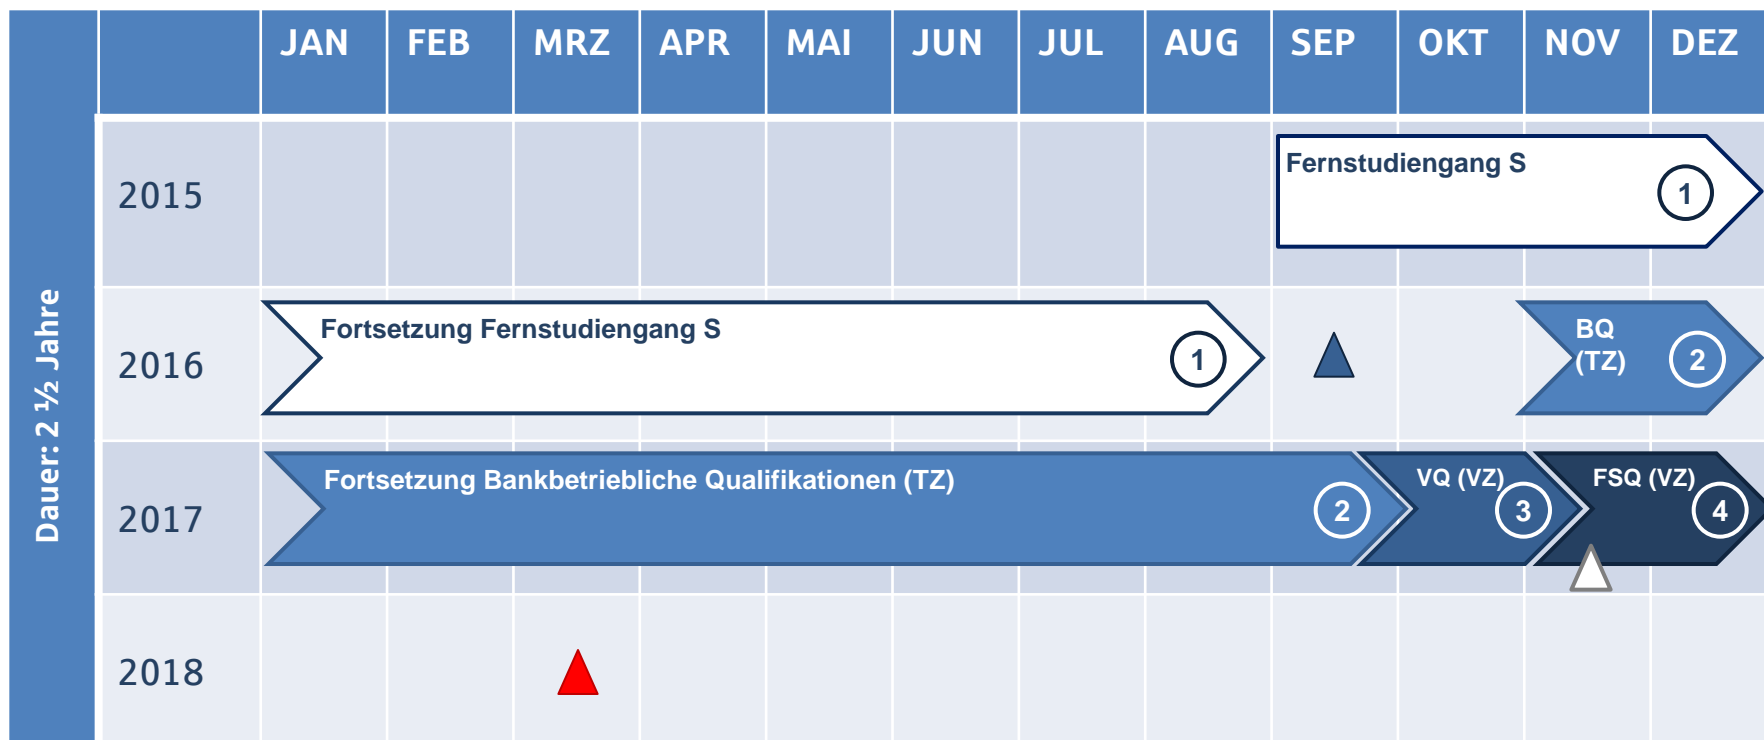 JAN FEB MRZ APR MAI JUN JUL AUG SEP OKT NOV DEZ
Dauer: 2 ½ Jahre
2015
Fernstudiengang S
1
2016
Fortsetzung Fernstudiengang S
1
BQ
(TZ)
2
2017
Fortsetzung Bankbetriebliche Qualifikationen (TZ)
2
VQ (VZ)
3
FSQ (VZ)
4
2018